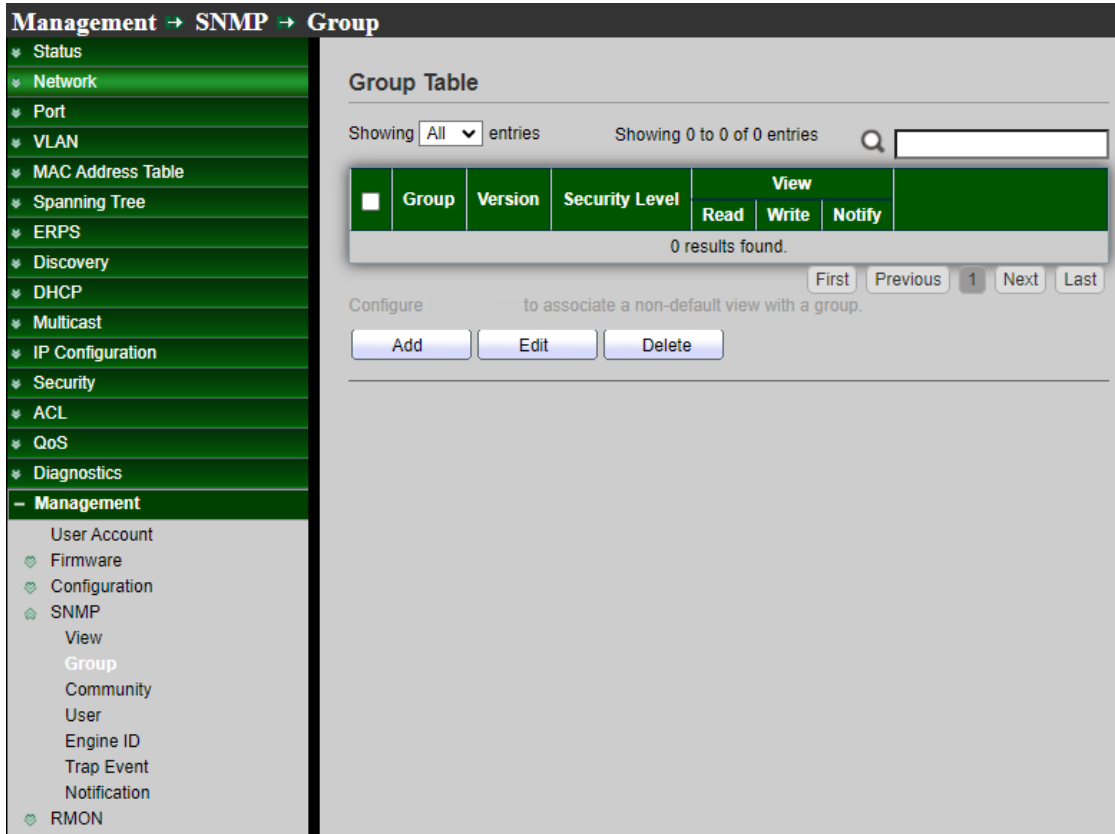 Management SNMP Group
Status
Network
Port
VLAN
MAC Address Table
Spanning Tree
ERPS
Discovery
DHCP
Multicast
IP Configuration
Security
ACL
QoS
Diagnostics
Management
User Account
Firmware
Configuration
SNMP
View
Group
Community
User
Engine ID
Trap Event
Notification
RMON
Group Table
Showing All entries Showing 0 to 0 of 0 entries
Group Version Security Level View
Read Write Notify
0 results found.
First Previous 1 Next Last
Configure to associate a non-default view with a group.
Add Edit Delete